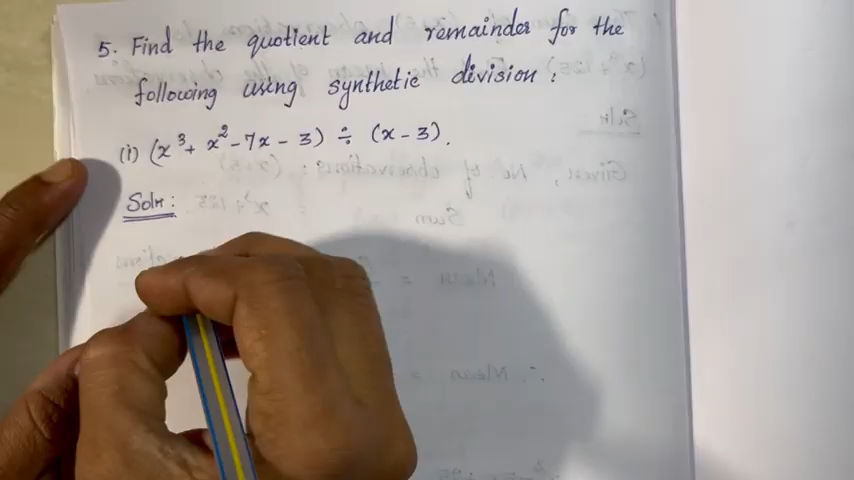 5. Find the quotient and remainder for the
following using synthetic division :
(i) (x³ + x² - 7x - 3) ÷ (x - 3).
Soln :